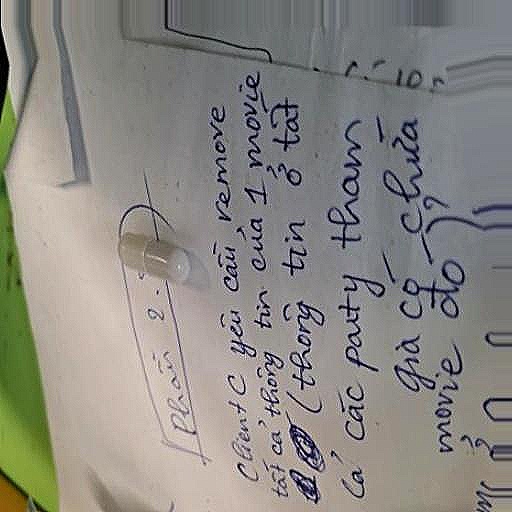 Phần 2.
Client C yêu cầu remove
tất cả thông tin của 1 movie
(thông tin ở tất
cả các party tham
gia có chứa
movie đó)